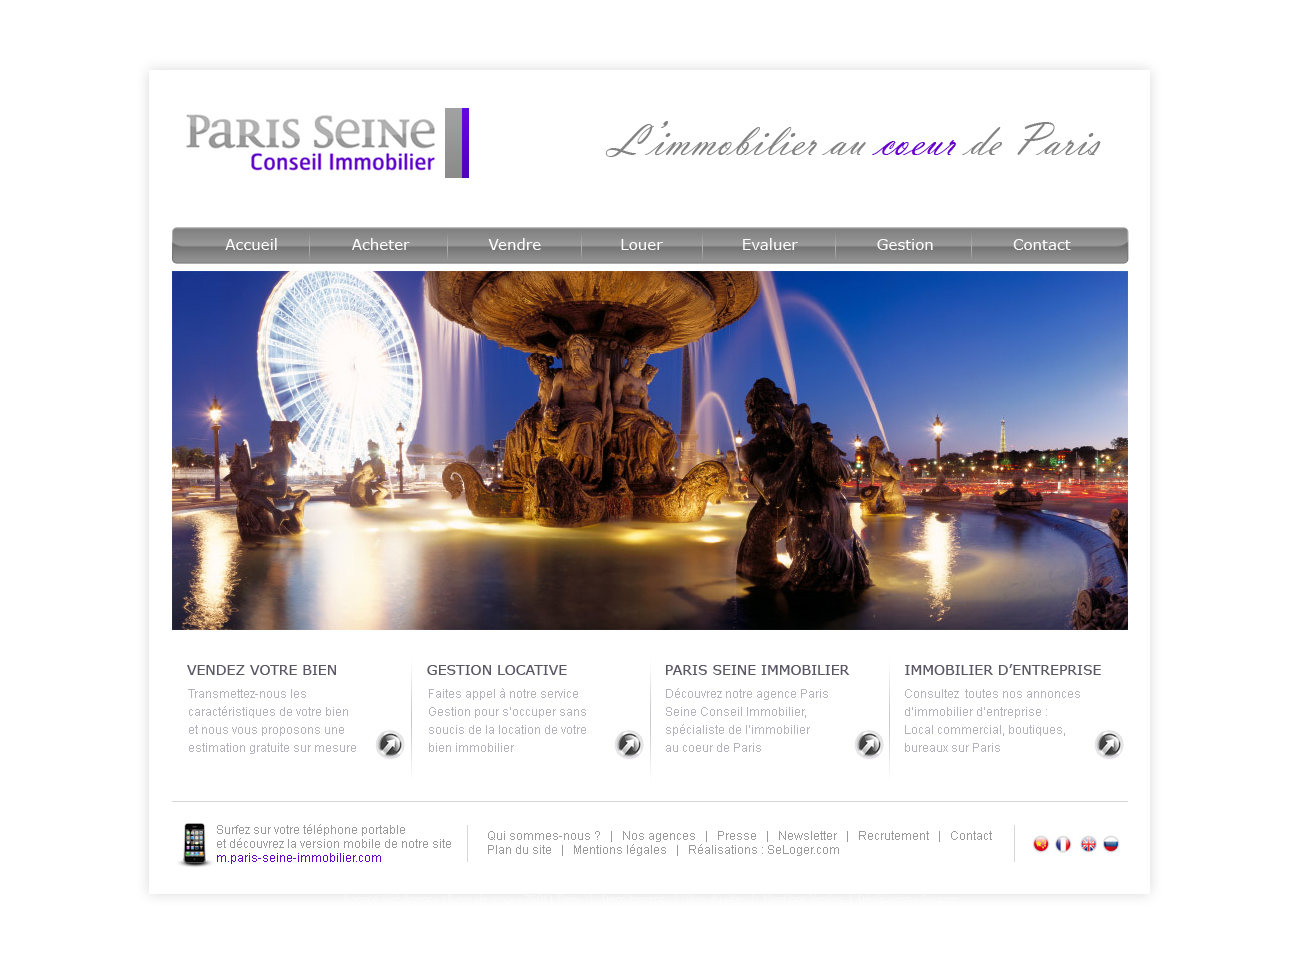 PARIS SEINE
Conseil Immobilier
L'immobilier au coeur de Paris
Accueil Acheter Vendre Louer Evaluer Gestion Contact
VENDEZ VOTRE BIEN
Transmettez-nous les
caractéristiques de votre bien
et nous vous proposons une
estimation gratuite sur mesure
GESTION LOCATIVE
Faites appel à notre service
Gestion pour s'occuper sans
soucis de la location de votre
bien immobilier
PARIS SEINE IMMOBILIER
Découvrez notre agence Paris
Seine Conseil Immobilier,
spécialiste de l'immobilier
au coeur de Paris
IMMOBILIER D'ENTREPRISE
Consultez toutes nos annonces
d'immobilier d'entreprise :
Local commercial, boutiques,
bureaux sur Paris
Surfez sur votre téléphone portable
et découvrez la version mobile de notre site
m.paris-seine-immobilier.com
Qui sommes-nous ? | Nos agences | Presse | Newsletter | Recrutement | Contact
Plan du site | Mentions légales | Réalisations : SeLoger.com